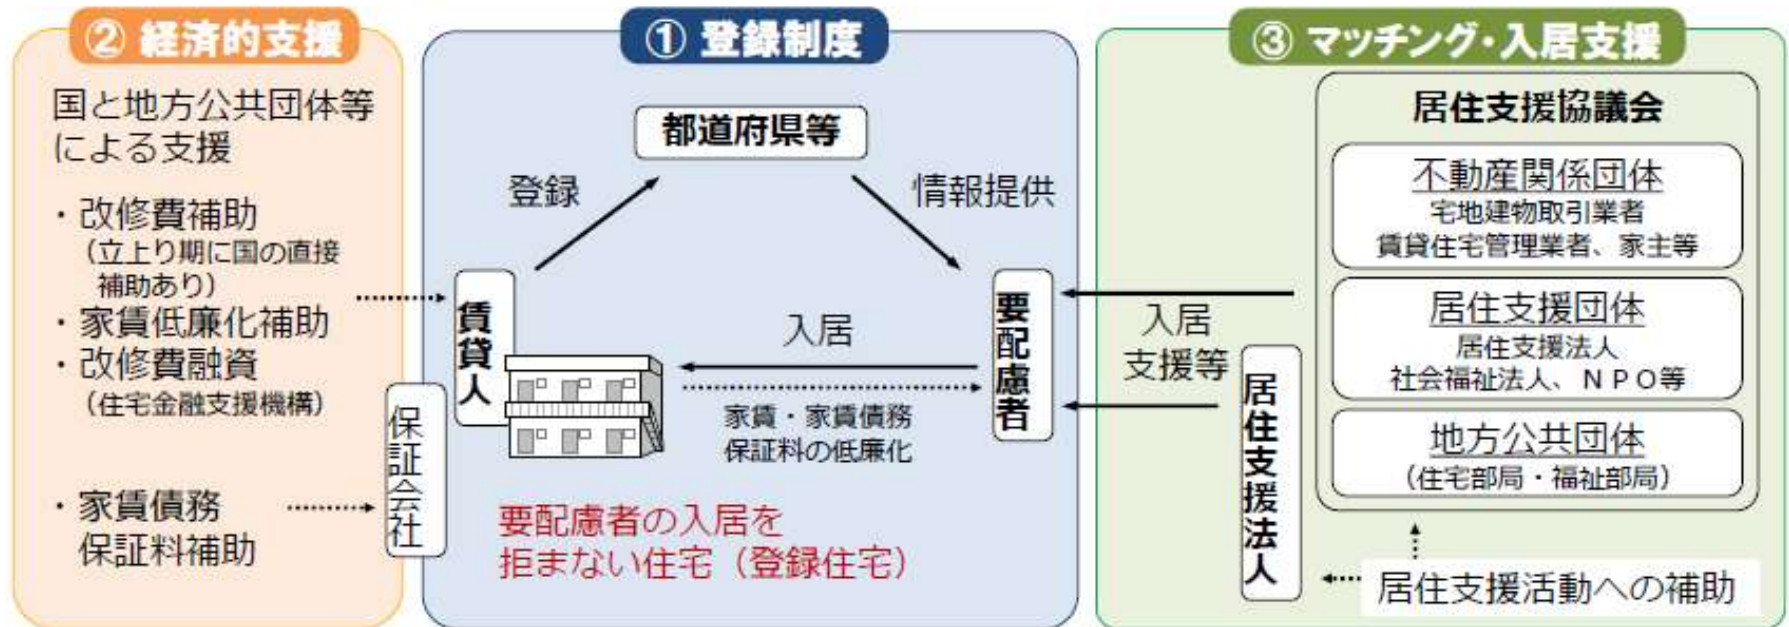 ② 経済的支援
国と地方公共団体等
による支援
・改修費補助
（立上り期に国の直接
補助あり）
・家賃低廉化補助
・改修費融資
（住宅金融支援機構）
・家賃債務
保証料補助
保証会社
① 登録制度
都道府県等
登録
情報提供
賃貸人
入居
要配慮者
家賃・家賃債務
保証料の低廉化
要配慮者の入居を
拒まない住宅（登録住宅）
③ マッチング・入居支援
居住支援協議会
不動産関係団体
宅地建物取引業者
賃貸住宅管理業者、家主等
居住支援団体
居住支援法人
社会福祉法人、ＮＰＯ等
地方公共団体
（住宅部局・福祉部局）
入居
支援等
居住支援法人
居住支援活動への補助